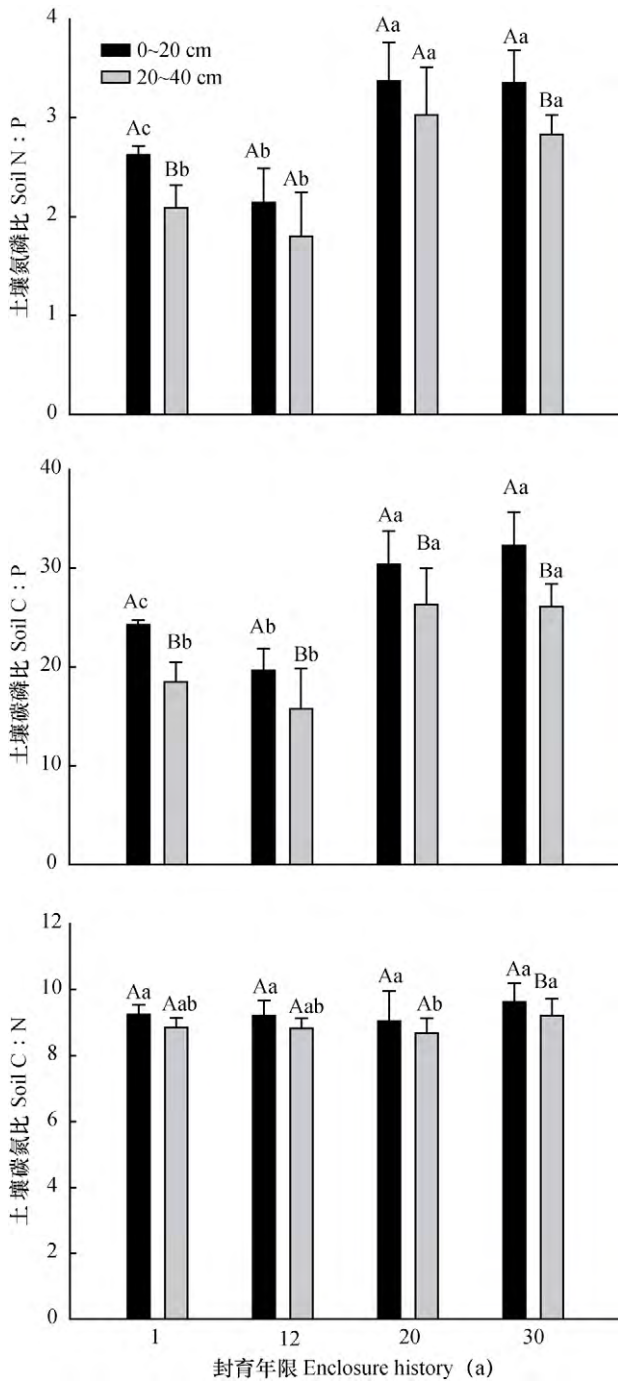 4
3
2
1
0
土壤氮磷比 Soil N : P
0~20 cm
20~40 cm
Ac
Bb
Ab
Ab
Aa
Aa
Aa
Ba
40
30
20
10
0
土壤碳磷比 Soil C : P
Ac
Bb
Ab
Bb
Aa
Ba
Aa
Ba
12
10
8
6
4
2
0
土壤碳氮比 Soil C : N
Aa
Aab
Aa
Aab
Aa
Ab
Aa
Ba
1 12 20 30
封育年限 Enclosure history (a)